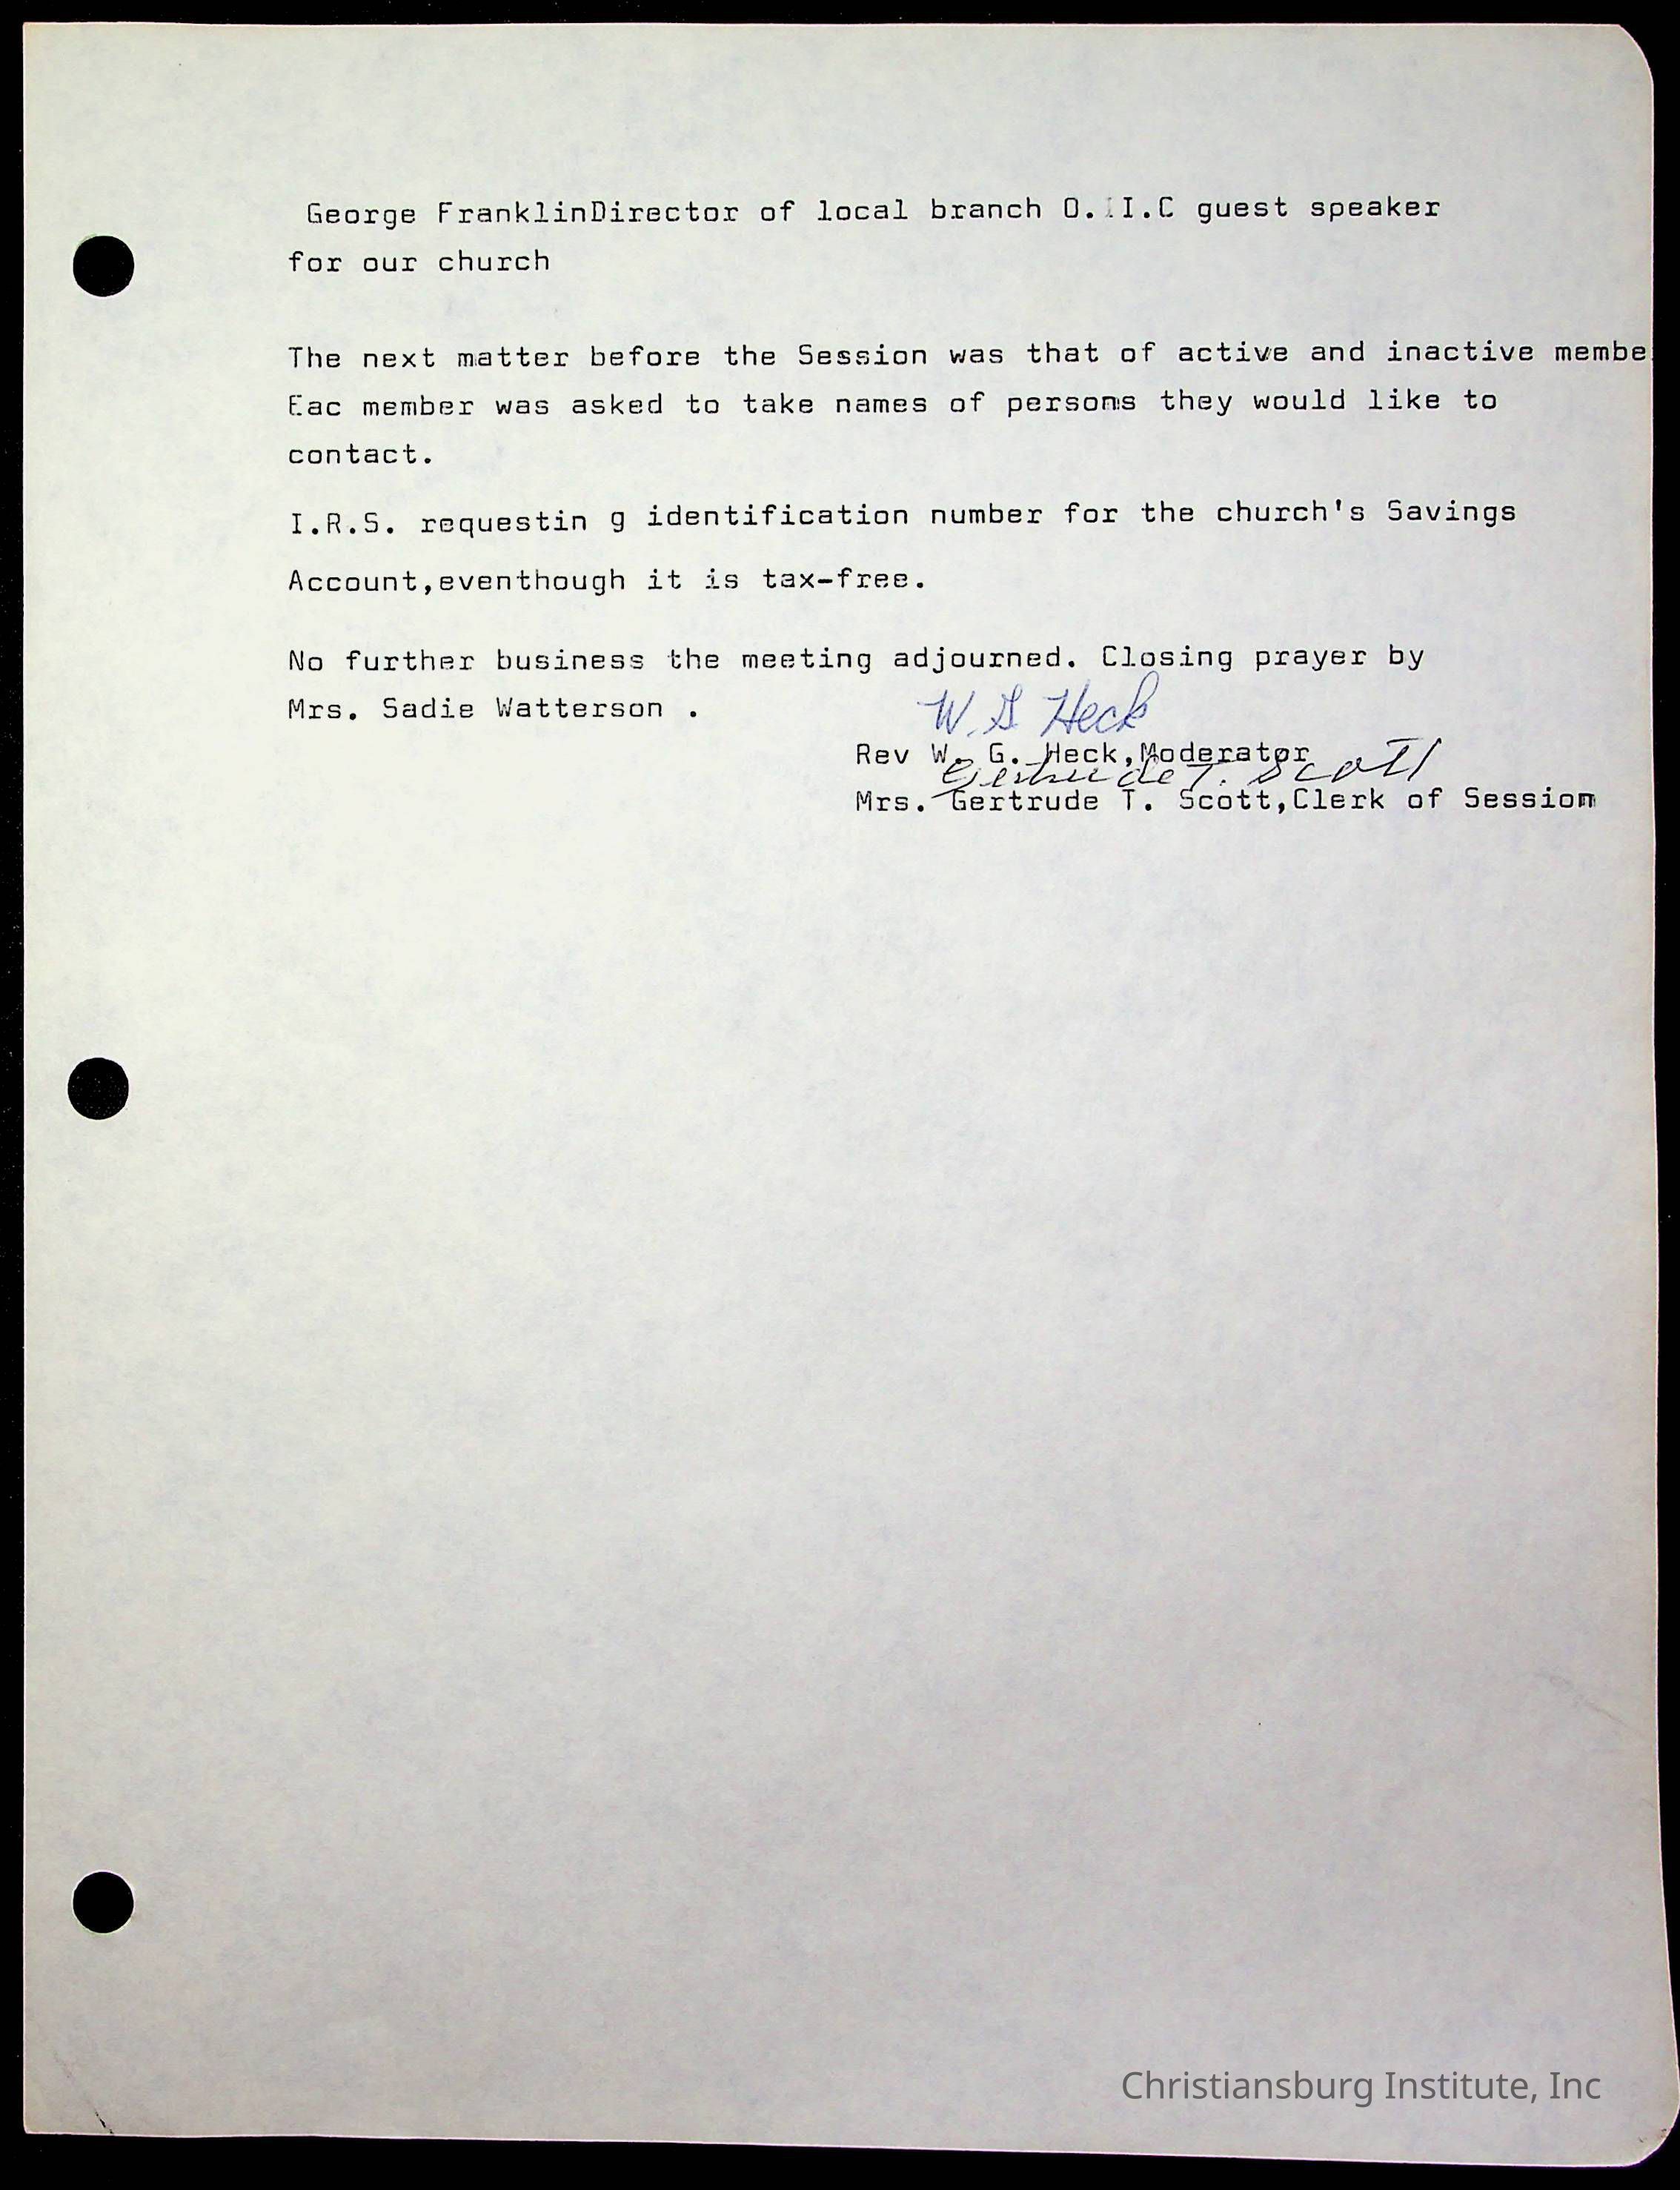 George FranklinDirector of local branch O.II.C guest speaker
for our church
The next matter before the Session was that of active and inactive membe
Eac member was asked to take names of persons they would like to
contact.
I.R.S. requestin g identification number for the church's Savings
Account,eventhough it is tax-free.
No further business the meeting adjourned. Closing prayer by
Mrs. Sadie Watterson .
W. G Heck
Rev W. G. Heck,Moderator
Gertrude T. Scott
Mrs. Gertrude T. Scott,Clerk of Session
Christiansburg Institute, Inc